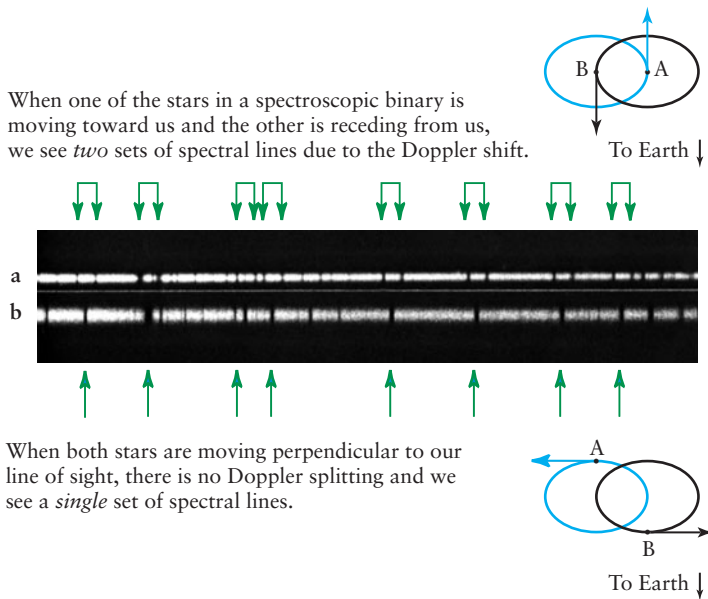 B A
When one of the stars in a spectroscopic binary is
moving toward us and the other is receding from us,
we see two sets of spectral lines due to the Doppler shift.
To Earth
a
b
When both stars are moving perpendicular to our
line of sight, there is no Doppler splitting and we
see a single set of spectral lines.
A
B
To Earth